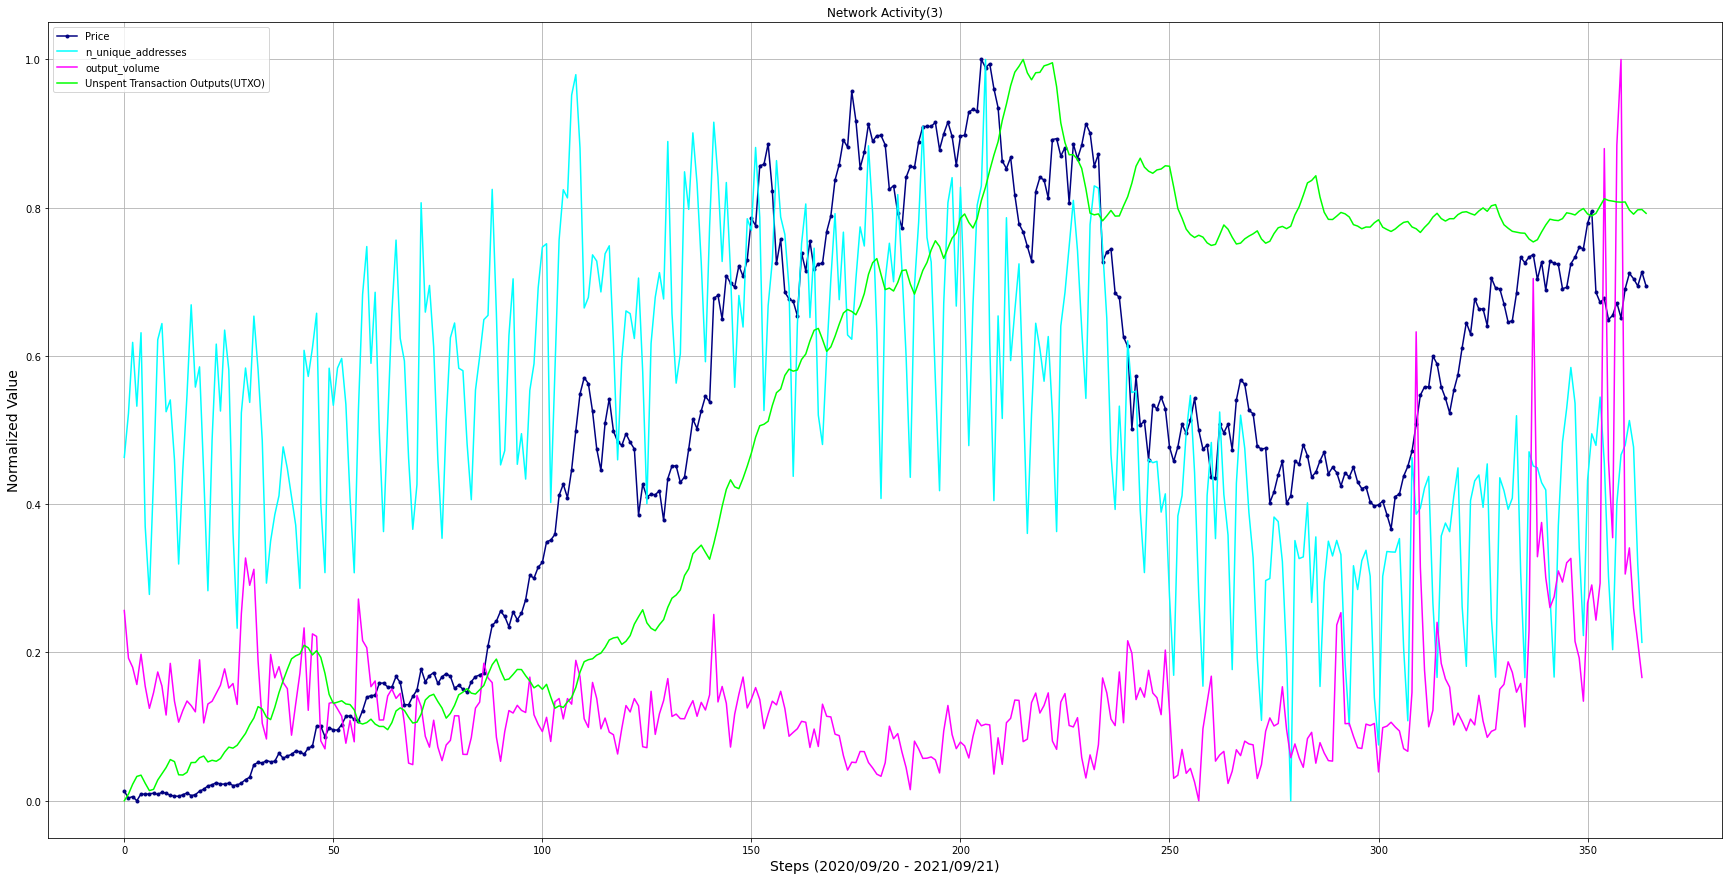 Network Activity(3)
Price
n_unique_addresses
output_volume
Unspent Transaction Outputs(UTXO)
Normalized Value
1.0
0.8
0.6
0.4
0.2
0.0
0 50 100 150 200 250 300 350
Steps (2020/09/20 - 2021/09/21)